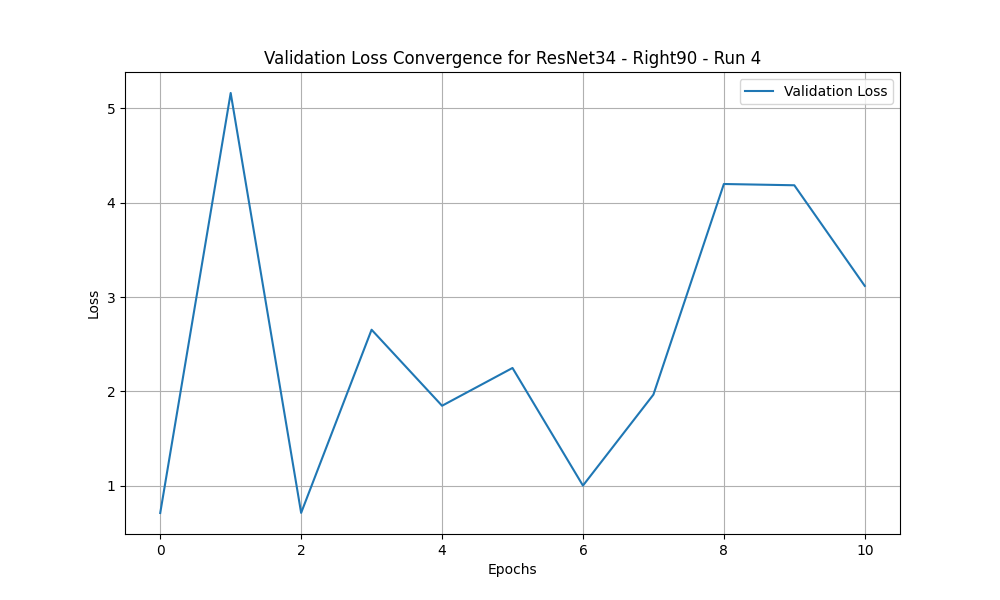 Validation Loss Convergence for ResNet34 - Right90 - Run 4
Validation Loss
5
4
3
2
1
Loss
0 2 4 6 8 10
Epochs